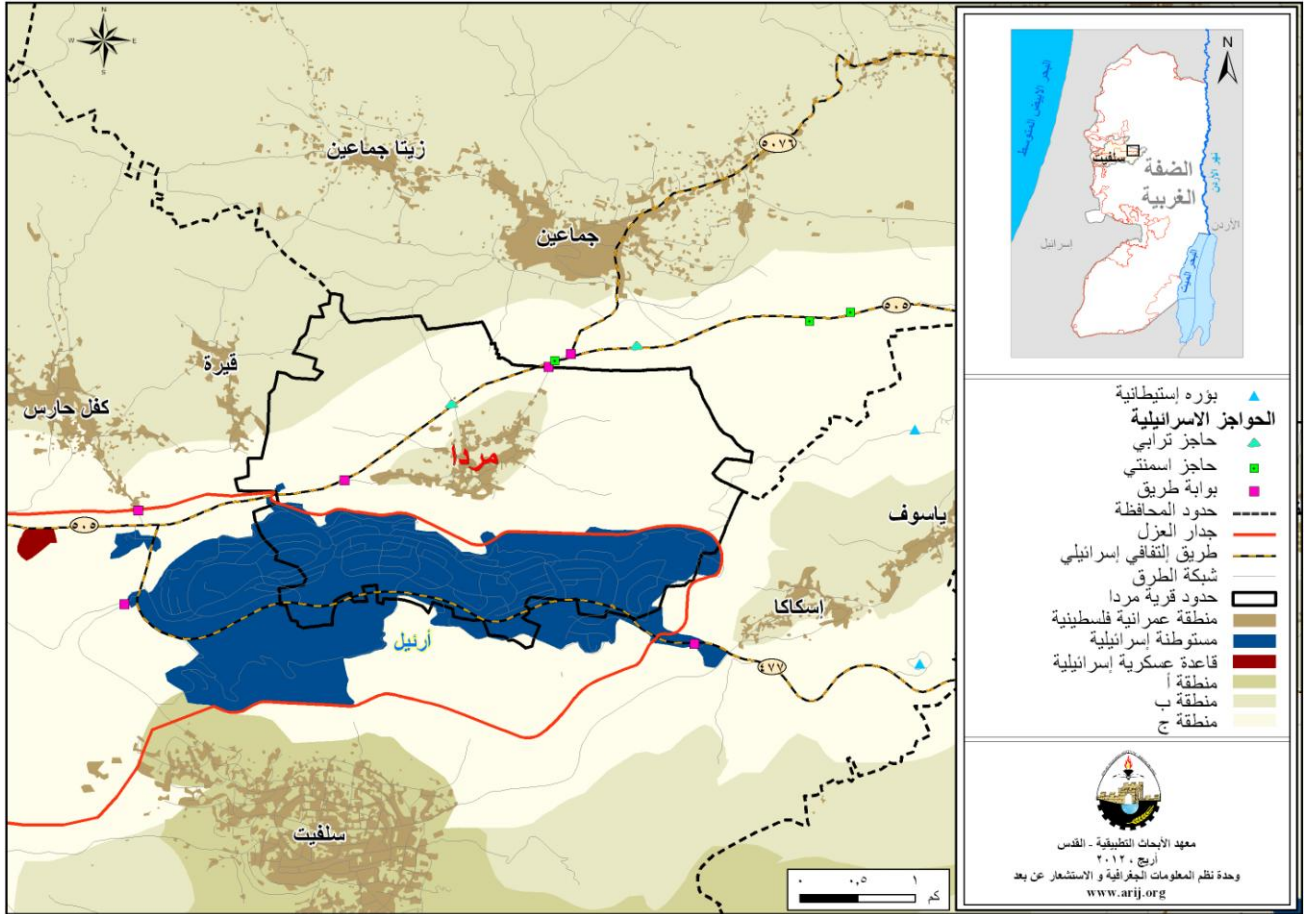 N
W
E
S
زيتا جماعين
٥٠٧٦
جماعين
٥٠٥
قيرة
كفل حارس
مردا
ياسوف
٥٠٥
إسكاكا
أرئيل
٤٧٧
سلفيت
٠
٠,٥
١
كم
N
البحر الابيض المتوسط
سلفيت
الضفة
الغربية
نهر الأردن
الأردن
إسرائيل
البحر الميت
بؤره إستيطانية
الحواجز الاسرائيلية
حاجز ترابي
حاجز اسمنتي
بوابة طريق
حدود المحافظة
جدار العزل
طريق إلتفافي إسرائيلي
شبكة الطرق
حدود قرية مردا
منطقة عمرانية فلسطينية
مستوطنة إسرائيلية
قاعدة عسكرية إسرائيلية
منطقة أ
منطقة ب
منطقة ج
معهد الأبحاث التطبيقية - القدس
أريج ، ٢٠١٢
وحدة نظم المعلومات الجغرافية و الاستشعار عن بعد
www.arij.org